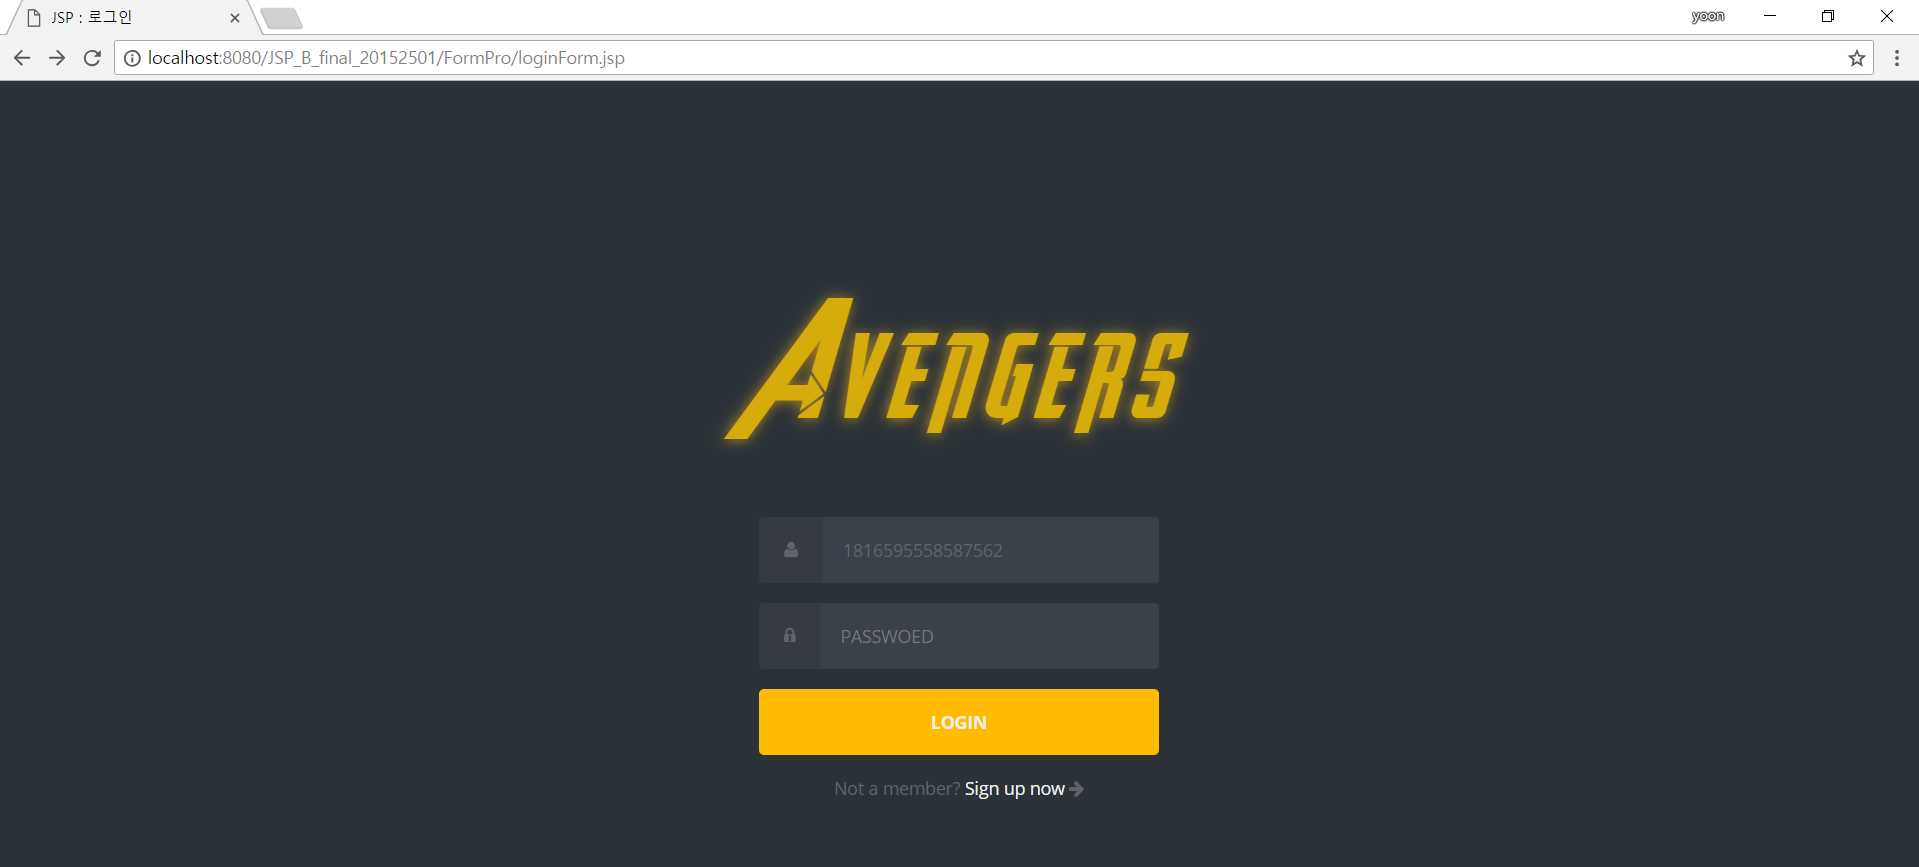 JSP : 로그인
yoon
localhost:8080/JSP_B_final_20152501/FormPro/loginForm.jsp
AVENGERS
1816595558587562
PASSWOED
LOGIN
Not a member? Sign up now